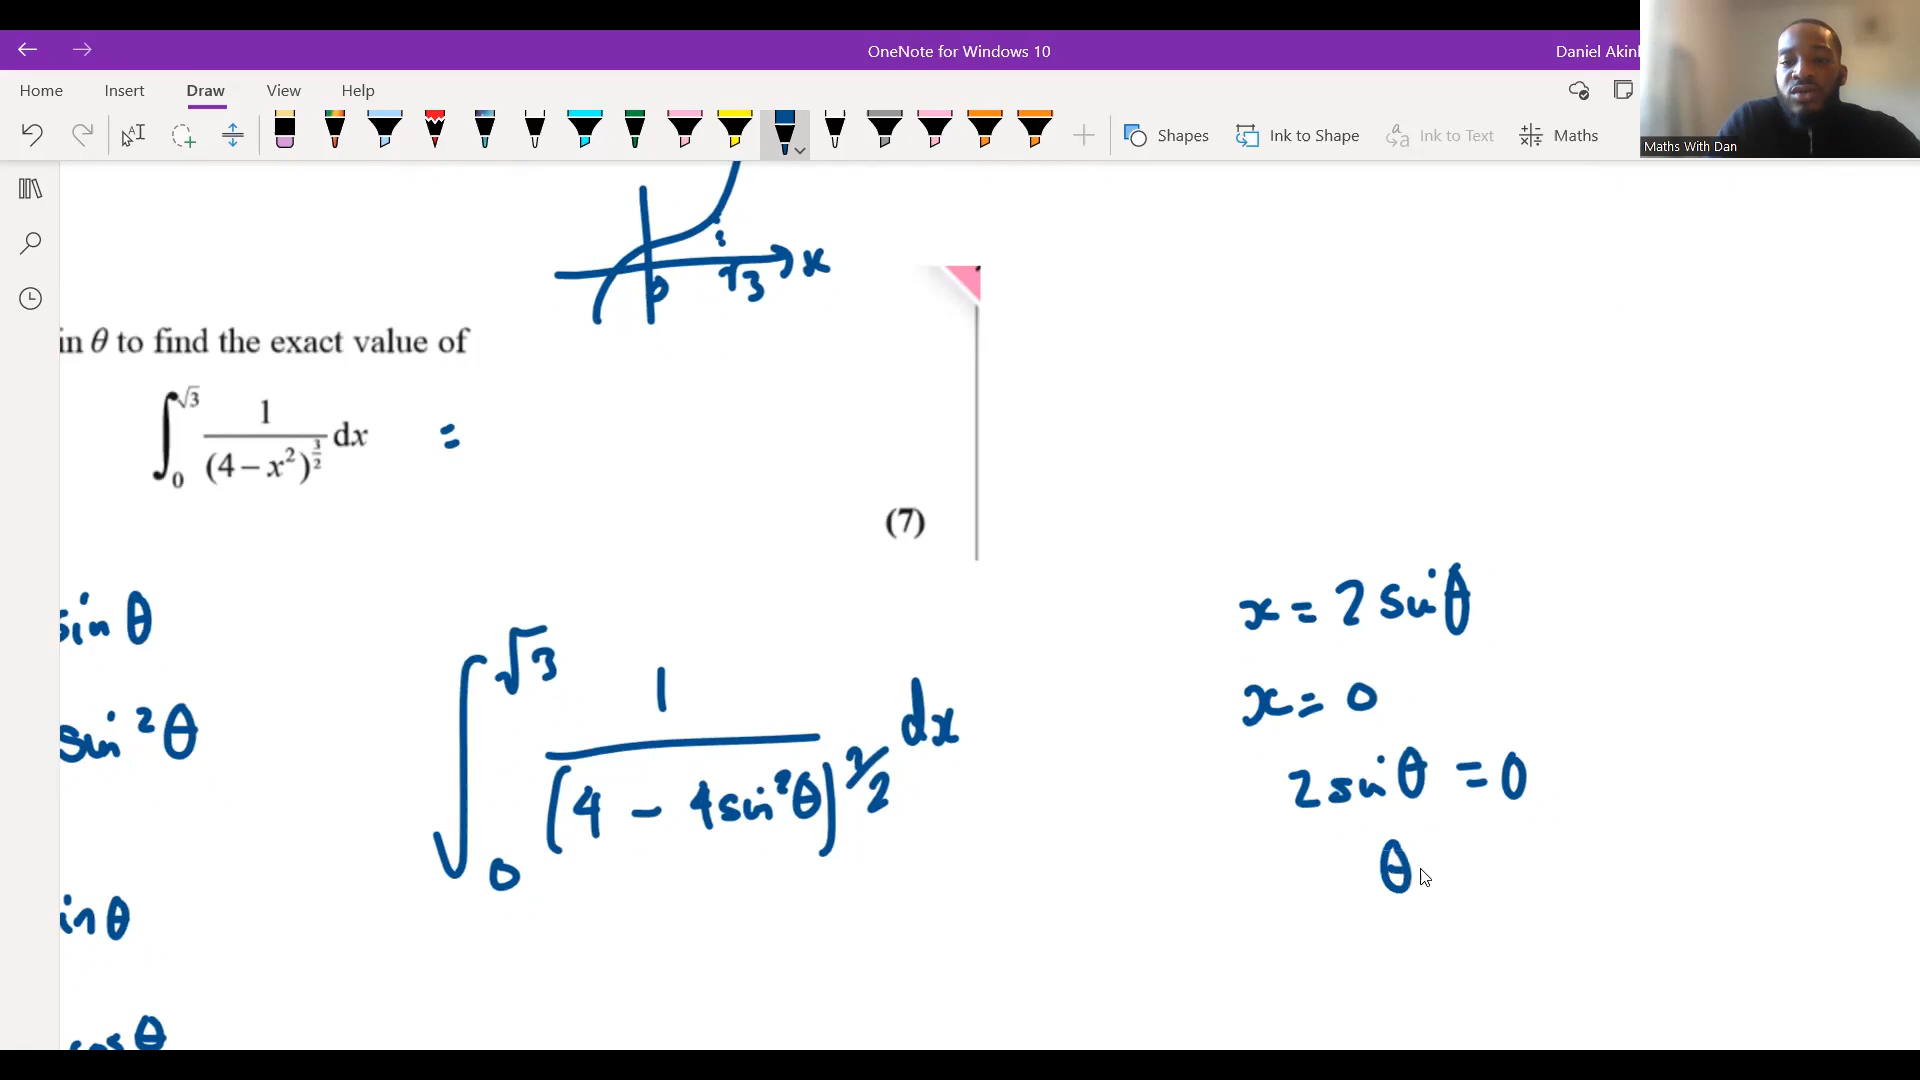 OneNote for Windows 10
Daniel Akin
Home Insert Draw View Help
Shapes Ink to Shape Ink to Text Maths
Maths With Dan
x
0 √3
in θ to find the exact value of
∫₀^√3 1/(4 − x²)^(3/2) dx =
(7)
sin θ
sin²θ
in θ
cos θ
∫₀^√3 1/(4 − 4sin²θ)^(3/2) dx
x = 2 sin θ
x = 0
2 sin θ = 0
θ